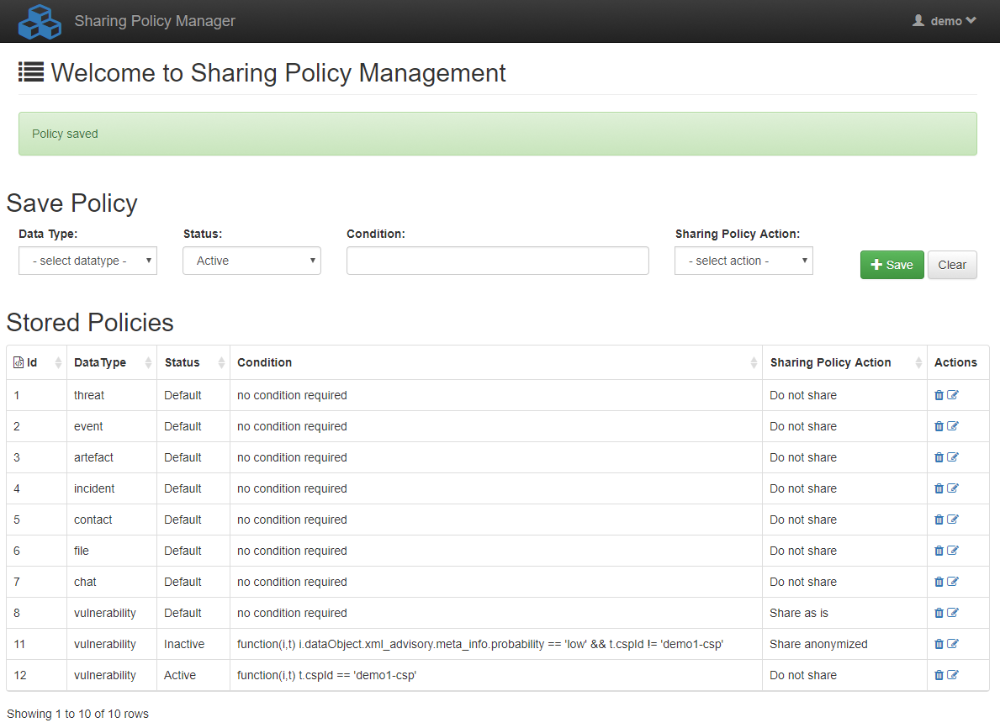 Sharing Policy Manager
demo
Welcome to Sharing Policy Management
Policy saved
Save Policy
Data Type: Status: Condition: Sharing Policy Action:
- select datatype - Active - select action - Save Clear
Stored Policies
Id DataType Status Condition Sharing Policy Action Actions
1 threat Default no condition required Do not share
2 event Default no condition required Do not share
3 artefact Default no condition required Do not share
4 incident Default no condition required Do not share
5 contact Default no condition required Do not share
6 file Default no condition required Do not share
7 chat Default no condition required Do not share
8 vulnerability Default no condition required Share as is
11 vulnerability Inactive function(i,t) i.dataObject.xml_advisory.meta_info.probability == 'low' && t.cspId != 'demo1-csp' Share anonymized
12 vulnerability Active function(i,t) t.cspId == 'demo1-csp' Do not share
Showing 1 to 10 of 10 rows